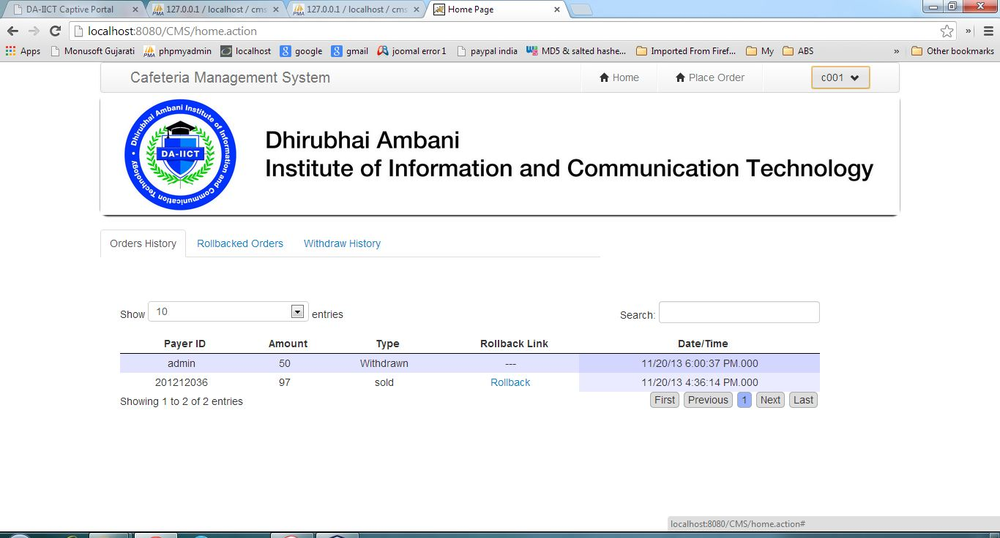 DA-IICT Captive Portal
127.0.0.1 / localhost / cms
127.0.0.1 / localhost / cms
Home Page
localhost:8080/CMS/home.action
Apps
Monusoft Gujarati
PMA
phpmyadmin
localhost
google
gmail
joomal error1
paypal india
MD5 & salted hashe...
Imported From Firef...
My
ABS
»
Other bookmarks
Cafeteria Management System
Home
Place Order
c001
Dhirubhai Ambani Institute of Information and Communication Technology
DA-IICT
Dhirubhai Ambani
Institute of Information and Communication Technology
Orders History
Rollbacked Orders
Withdraw History
Show 10 entries
Search:
Payer ID Amount Type Rollback Link Date/Time
admin 50 Withdrawn --- 11/20/13 6:00:37 PM.000
201212036 97 sold Rollback 11/20/13 4:36:14 PM.000
Showing 1 to 2 of 2 entries
First Previous 1 Next Last
localhost:8080/CMS/home.action#